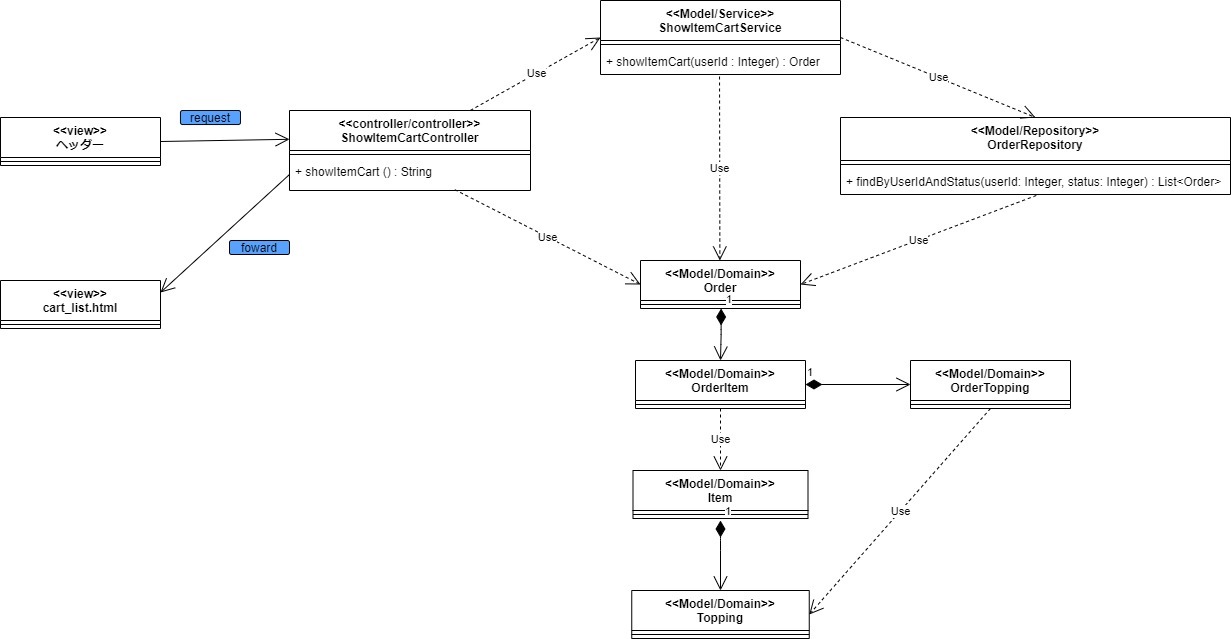 <<Model/Service>>
ShowItemCartService
+ showItemCart(userId : Integer) : Order
Use
Use
request
<<view>>
ヘッダー
<<controller/controller>>
ShowItemCartController
+ showItemCart () : String
<<Model/Repository>>
OrderRepository
+ findByUserIdAndStatus(userId: Integer, status: Integer) : List<Order>
Use
Use
Use
foward
<<view>>
cart_list.html
<<Model/Domain>>
Order
1
<<Model/Domain>>
OrderItem
1
<<Model/Domain>>
OrderTopping
Use
<<Model/Domain>>
Item
1
Use
<<Model/Domain>>
Topping